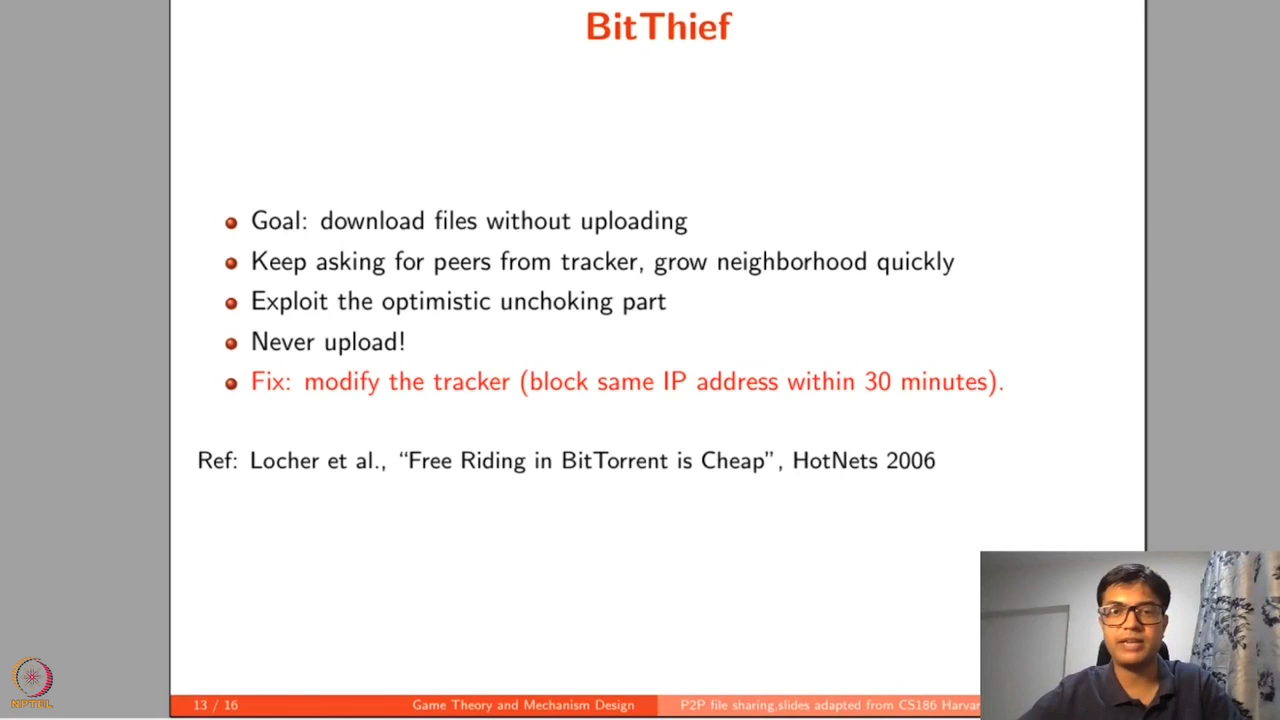 BitThief
Goal: download files without uploading
Keep asking for peers from tracker, grow neighborhood quickly
Exploit the optimistic unchoking part
Never upload!
Fix: modify the tracker (block same IP address within 30 minutes).
Ref: Locher et al., “Free Riding in BitTorrent is Cheap”, HotNets 2006
NPTEL
13 / 16 Game Theory and Mechanism Design P2P file sharing,slides adapted from CS186 Harvar